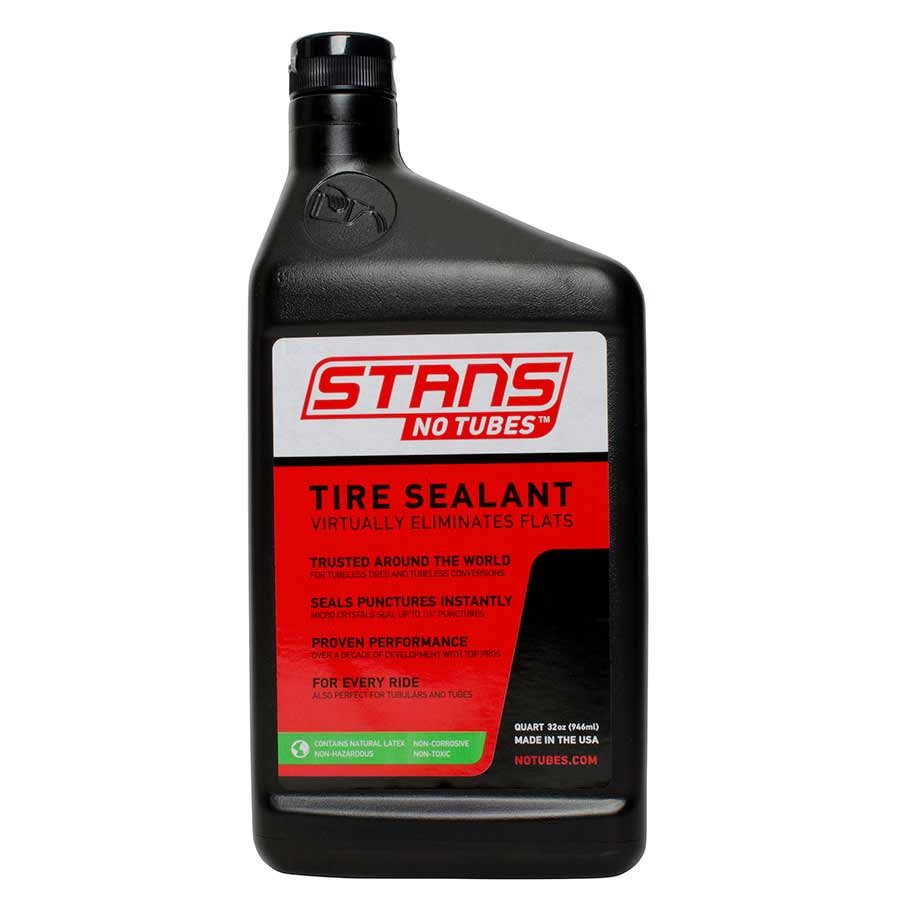 STANS
NO TUBES™
TIRE SEALANT
VIRTUALLY ELIMINATES FLATS
TRUSTED AROUND THE WORLD
FOR TUBELESS TIRES AND TUBELESS CONVERSIONS
SEALS PUNCTURES INSTANTLY
MICRO CRYSTALS SEAL UP TO 1/4" PUNCTURES
PROVEN PERFORMANCE
OVER A DECADE OF DEVELOPMENT WITH TOP PROS
FOR EVERY RIDE
ALSO PERFECT FOR TUBULARS AND TUBES
CONTAINS NATURAL LATEX NON-CORROSIVE
NON-HAZARDOUS NON-TOXIC
QUART 32oz (946ml)
MADE IN THE USA
NOTUBES.COM